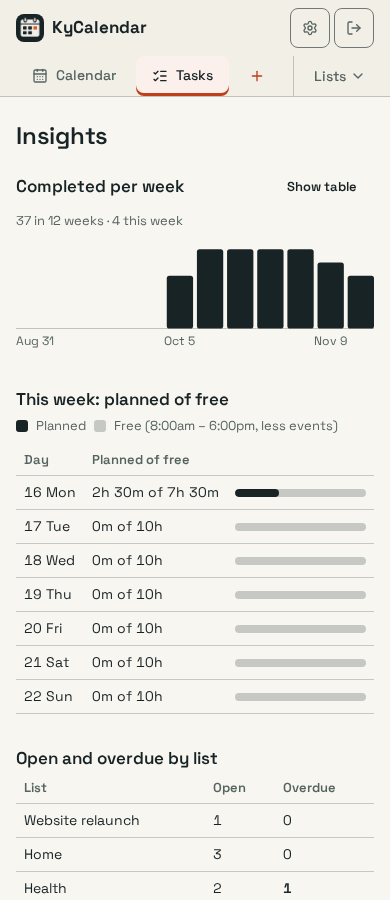 KyCalendar
Calendar Tasks + Lists
Insights
Completed per week Show table
37 in 12 weeks · 4 this week
Aug 31 Oct 5 Nov 9
This week: planned of free
Planned Free (8:00am – 6:00pm, less events)
Day Planned of free
16 Mon 2h 30m of 7h 30m
17 Tue 0m of 10h
18 Wed 0m of 10h
19 Thu 0m of 10h
20 Fri 0m of 10h
21 Sat 0m of 10h
22 Sun 0m of 10h
Open and overdue by list
List Open Overdue
Website relaunch 1 0
Home 3 0
Health 2 1